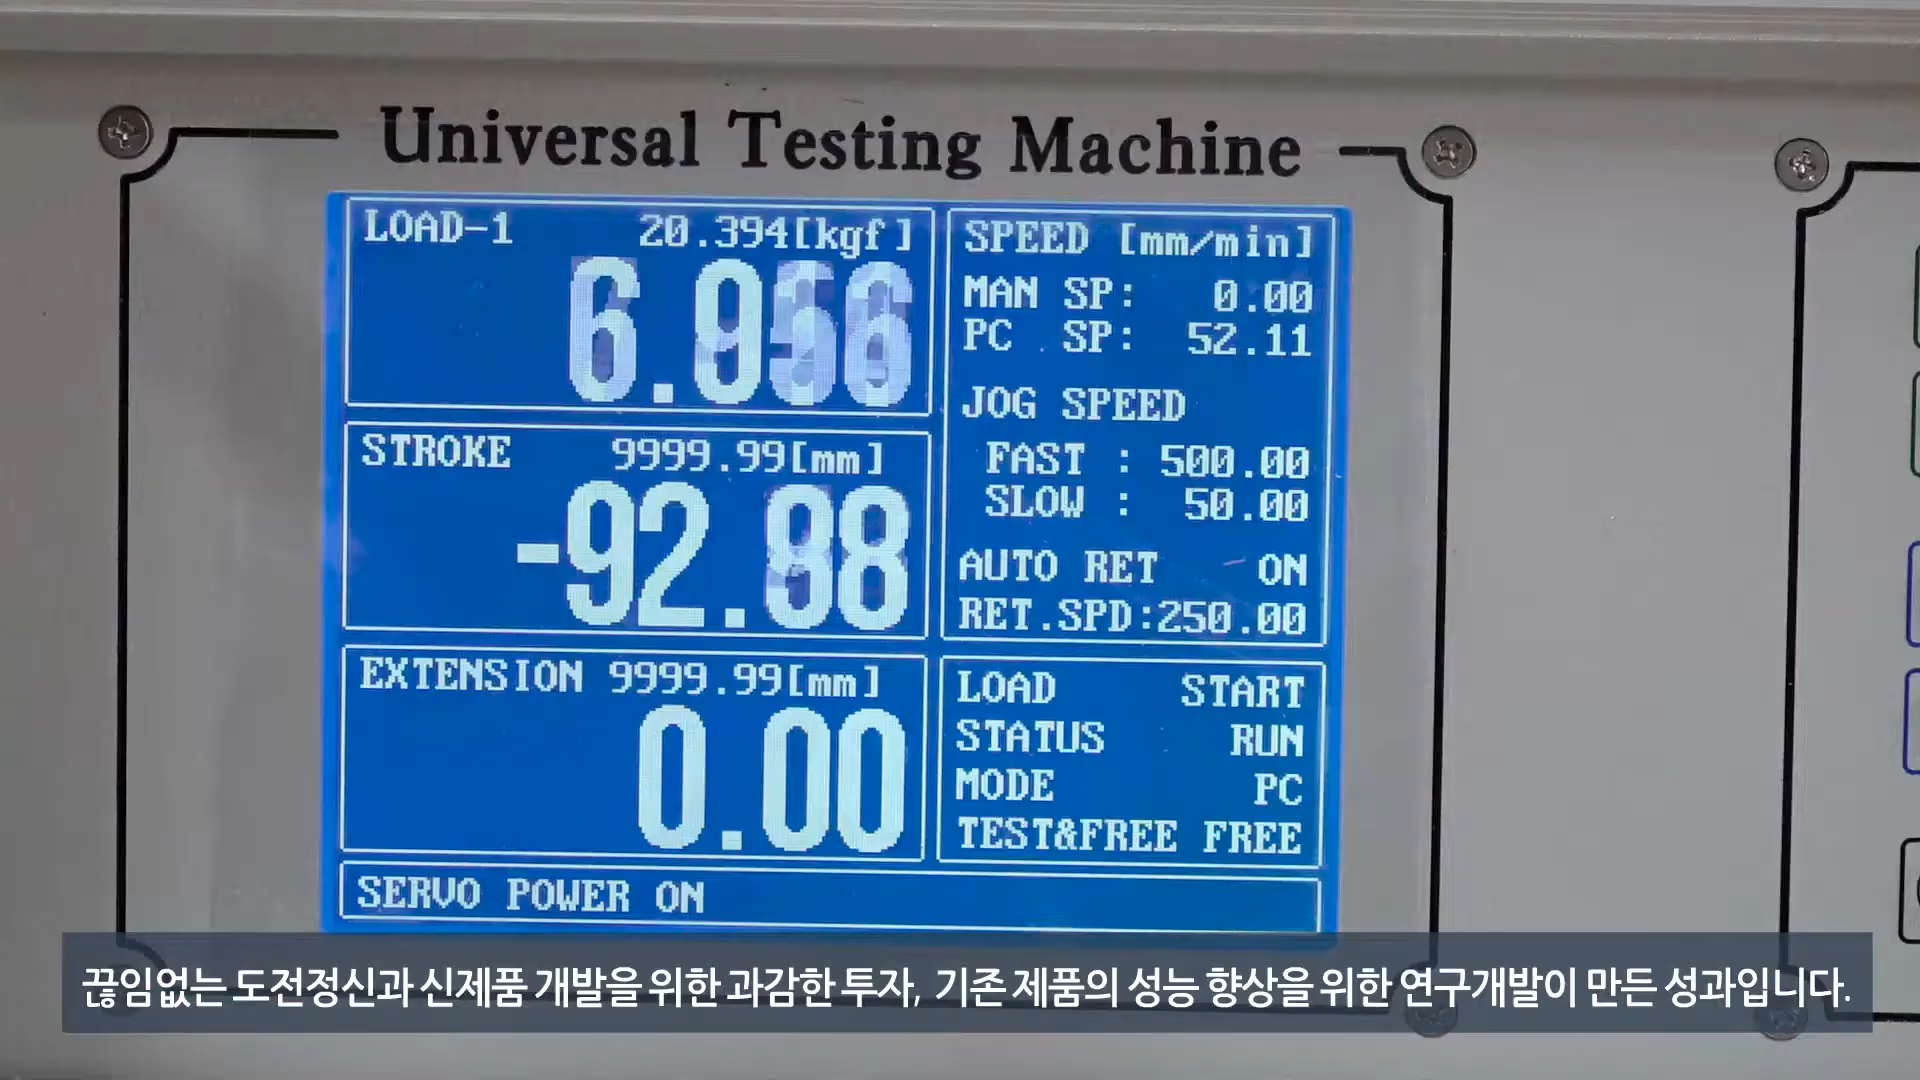 Universal Testing Machine
LOAD-1 20.394[kgf]
STROKE 9999.99[mm]
EXTENSION 9999.99[mm]
0.00
SPEED [mm/min]
MAN SP: 0.00
PC SP: 52.11
JOG SPEED
FAST : 500.00
SLOW : 50.00
AUTO RET ON
RET.SPD:250.00
LOAD START
STATUS RUN
MODE PC
TEST&FREE FREE
SERVO POWER ON
끊임없는 도전정신과 신제품 개발을 위한 과감한 투자, 기존 제품의 성능 향상을 위한 연구개발이 만든 성과입니다.